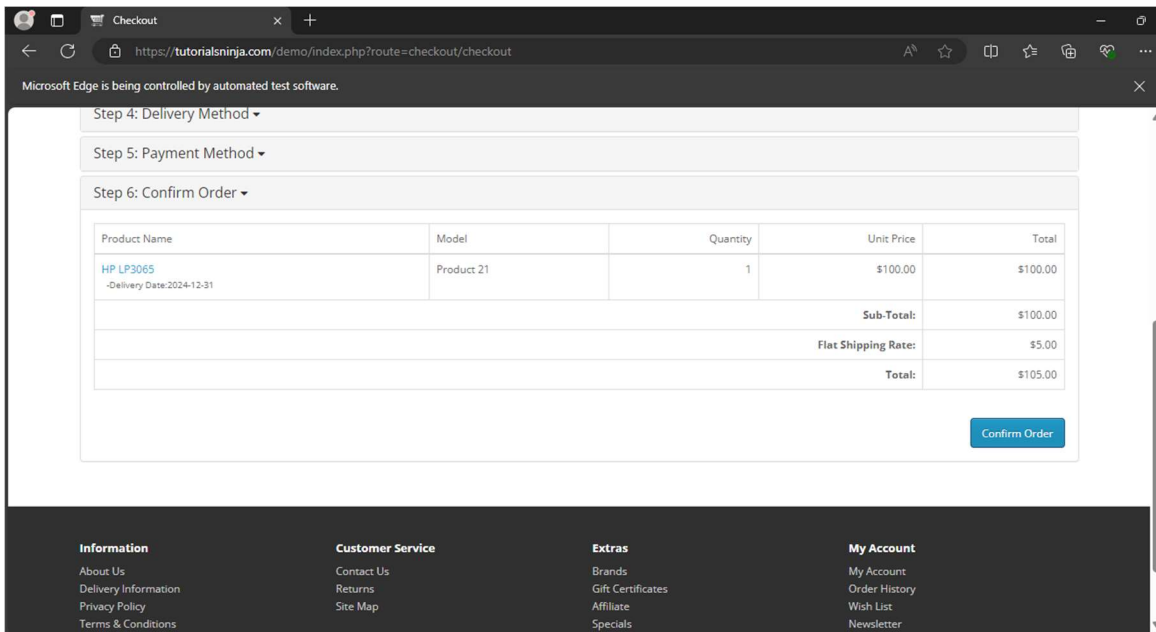 Checkout
https://tutorialsninja.com/demo/index.php?route=checkout/checkout
Microsoft Edge is being controlled by automated test software.
Step 4: Delivery Method
Step 5: Payment Method
Step 6: Confirm Order
Product Name Model Quantity Unit Price Total
HP LP3065 Product 21 1 $100.00 $100.00
-Delivery Date:2024-12-31
Sub-Total: $100.00
Flat Shipping Rate: $5.00
Total: $105.00
Confirm Order
Information Customer Service Extras My Account
About Us Contact Us Brands My Account
Delivery Information Returns Gift Certificates Order History
Privacy Policy Site Map Affiliate Wish List
Terms & Conditions Specials Newsletter